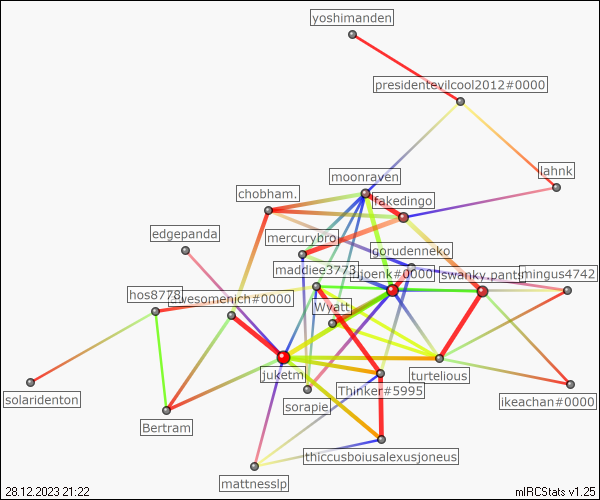 yoshimanden
presidentevilcool2012#0000
lahnk
moonraven
chobham.
fakedingo
mercurybro
edgepanda
gorudenneko
maddiee3773
hjoenk#0000
swanky.pants
mingus4742
hos8778
awesomenich#0000
Wyatt
juketm
turtelious
Thinker#5995
solaridenton
sorapie
ikeachan#0000
Bertram
thiccusboiusalexusjoneus
mattnesslp
28.12.2023 21:22
mIRCStats v1.25